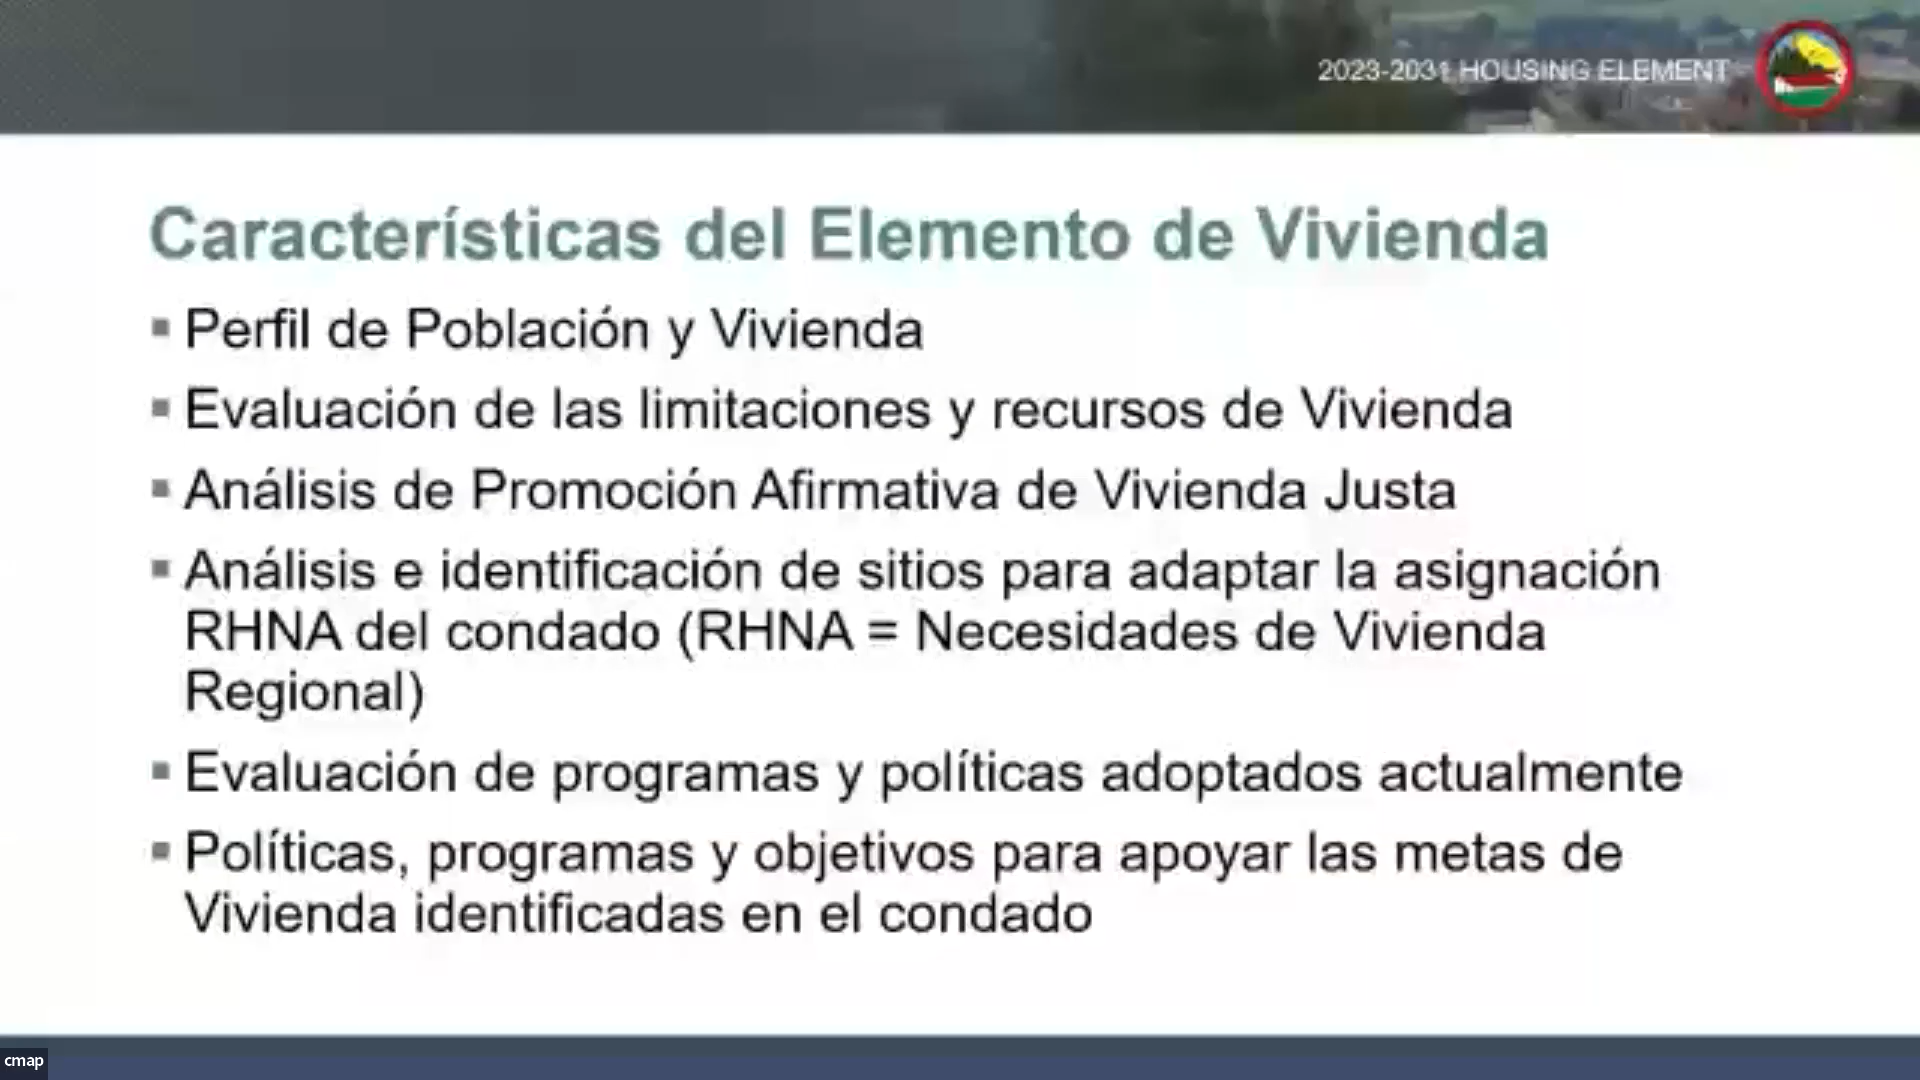 2023-2031 HOUSING ELEMENT
Características del Elemento de Vivienda
▪ Perfil de Población y Vivienda
▪ Evaluación de las limitaciones y recursos de Vivienda
▪ Análisis de Promoción Afirmativa de Vivienda Justa
▪ Análisis e identificación de sitios para adaptar la asignación
RHNA del condado (RHNA = Necesidades de Vivienda
Regional)
▪ Evaluación de programas y políticas adoptados actualmente
▪ Políticas, programas y objetivos para apoyar las metas de
Vivienda identificadas en el condado
cmap